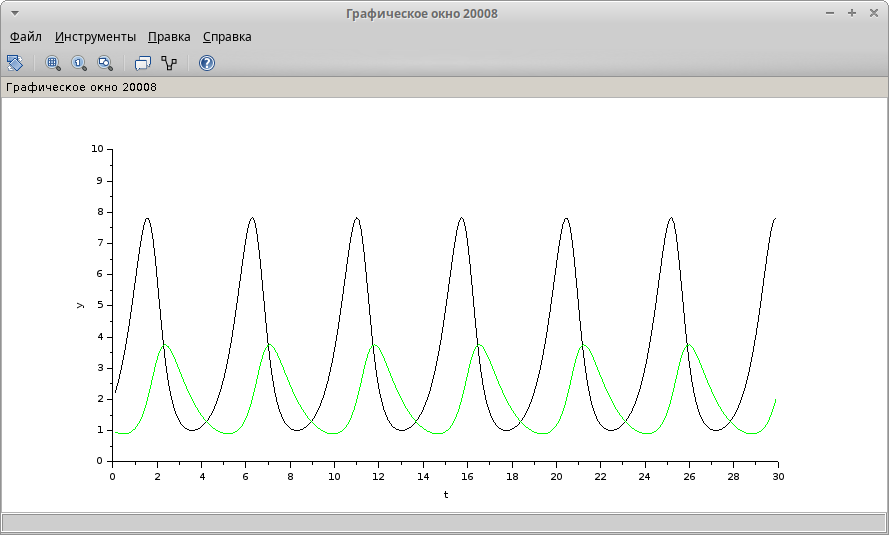 Графическое окно 20008
Файл Инструменты Правка Справка
Графическое окно 20008
10
9
8
7
6
5
y
4
3
2
1
0
0 2 4 6 8 10 12 14 16 18 20 22 24 26 28 30
t